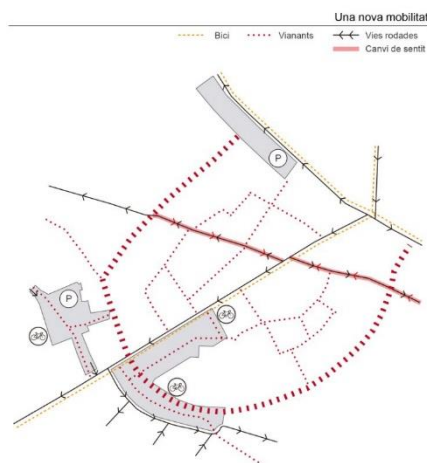 Una nova mobilitat
Bici
Vianants
Vies rodades
Canvi de sentit
P
P